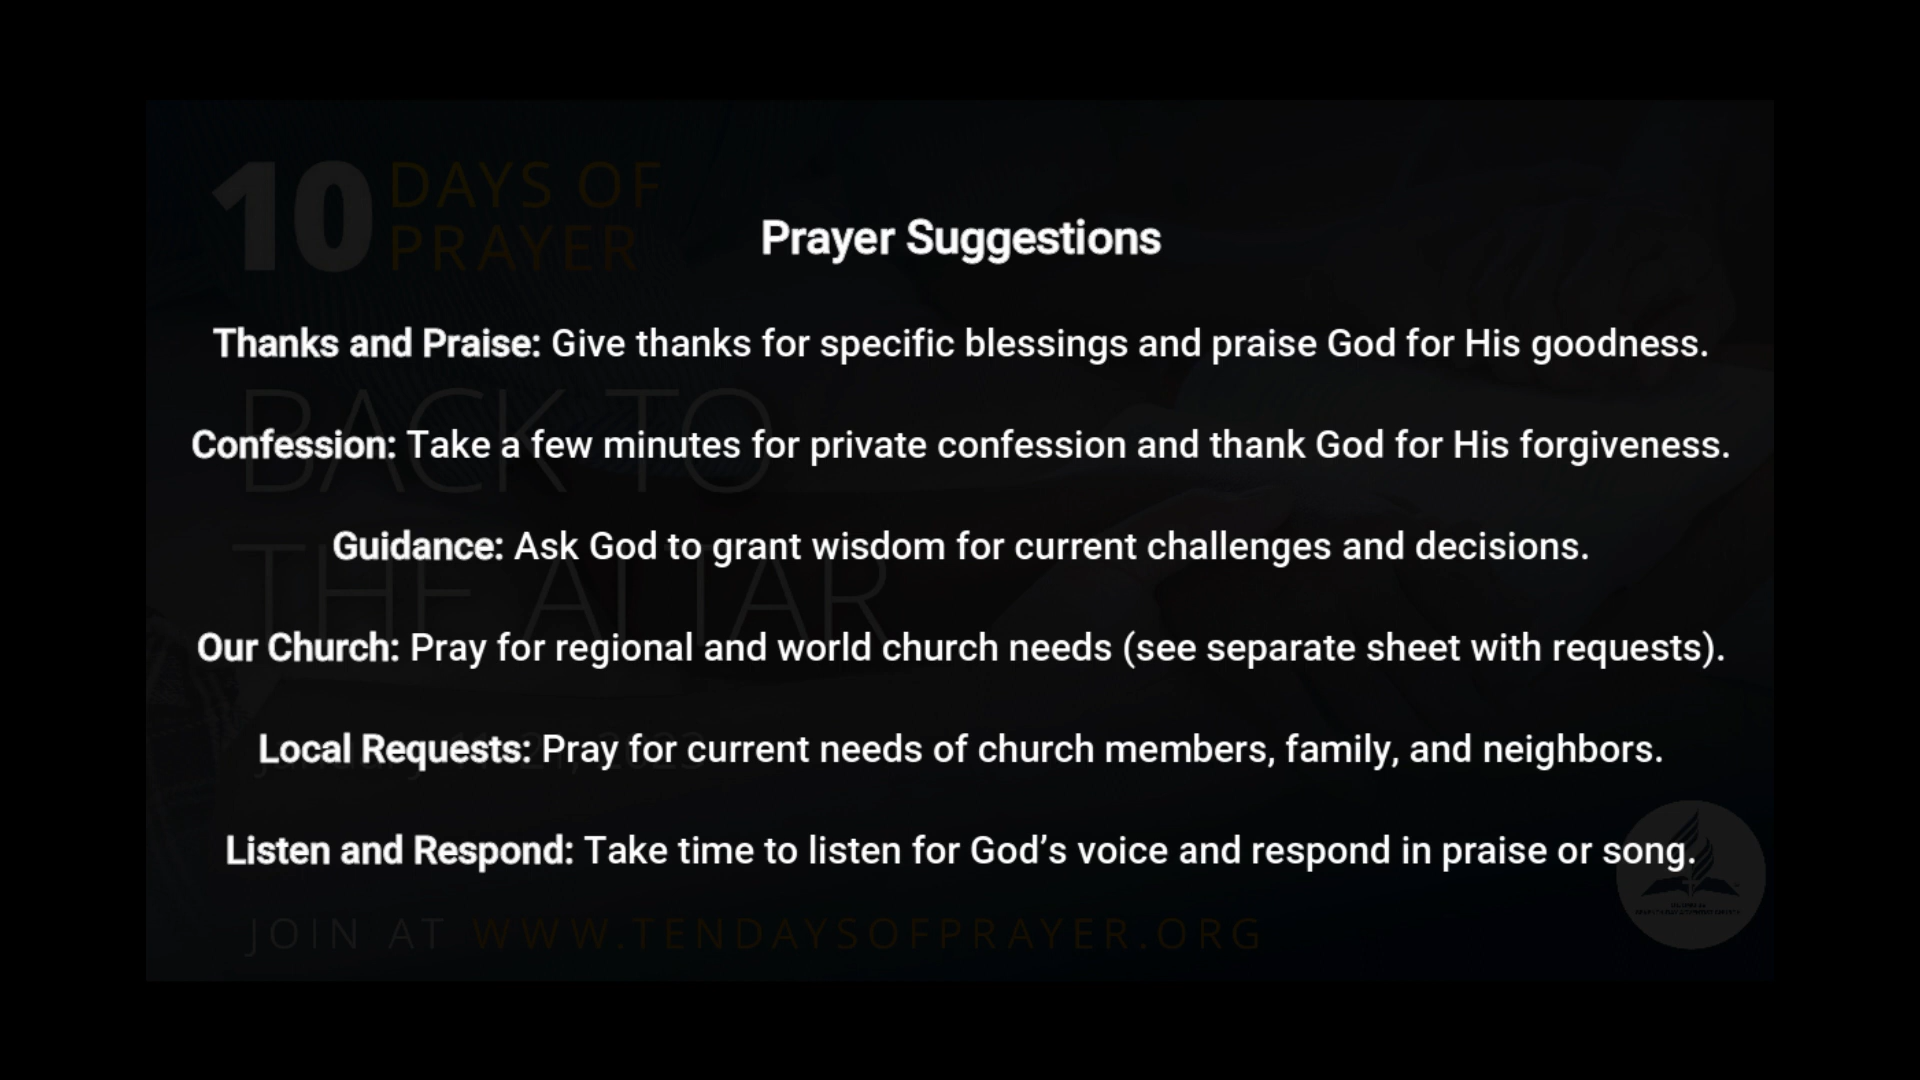 10 DAYS OF
PRAYER
Prayer Suggestions
Thanks and Praise: Give thanks for specific blessings and praise God for His goodness.
BACK TO
Confession: Take a few minutes for private confession and thank God for His forgiveness.
Guidance: Ask God to grant wisdom for current challenges and decisions.
THE ALTAR
Our Church: Pray for regional and world church needs (see separate sheet with requests).
Local Requests: Pray for current needs of church members, family, and neighbors.
Listen and Respond: Take time to listen for God’s voice and respond in praise or song.
JOIN AT WWW.TENDAYSOFPRAYER.ORG